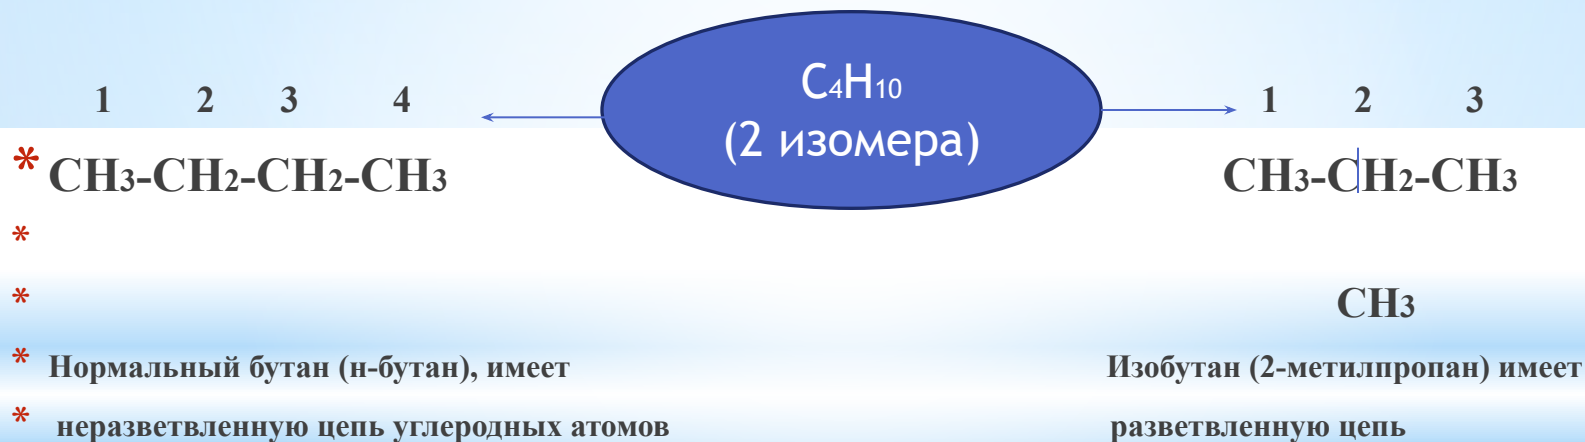 C₄H₁₀
(2 изомера)
1 2 3 4
1 2 3
* CH₃-CH₂-CH₂-CH₃
CH₃-CH₂-CH₃
*
*
CH₃
* Нормальный бутан (н-бутан), имеет
Изобутан (2-метилпропан) имеет
* неразветвленную цепь углеродных атомов
разветвленную цепь